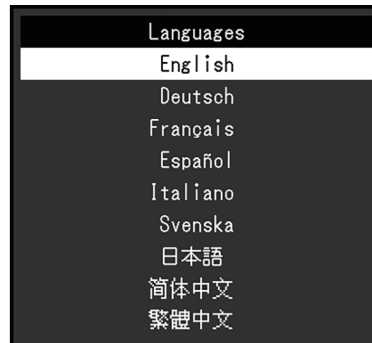 Languages
English
Deutsch
Français
Español
Italiano
Svenska
日本語
简体中文
繁體中文